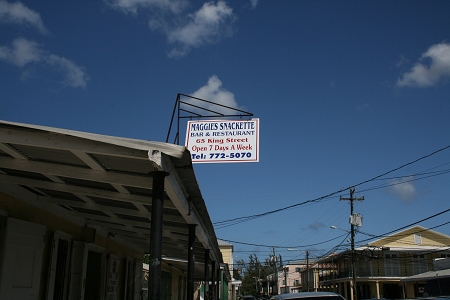 MAGGIES SNACKETTE
BAR & RESTAURANT
65 King Street
Open 7 Days A Week
Tel: 772-5070